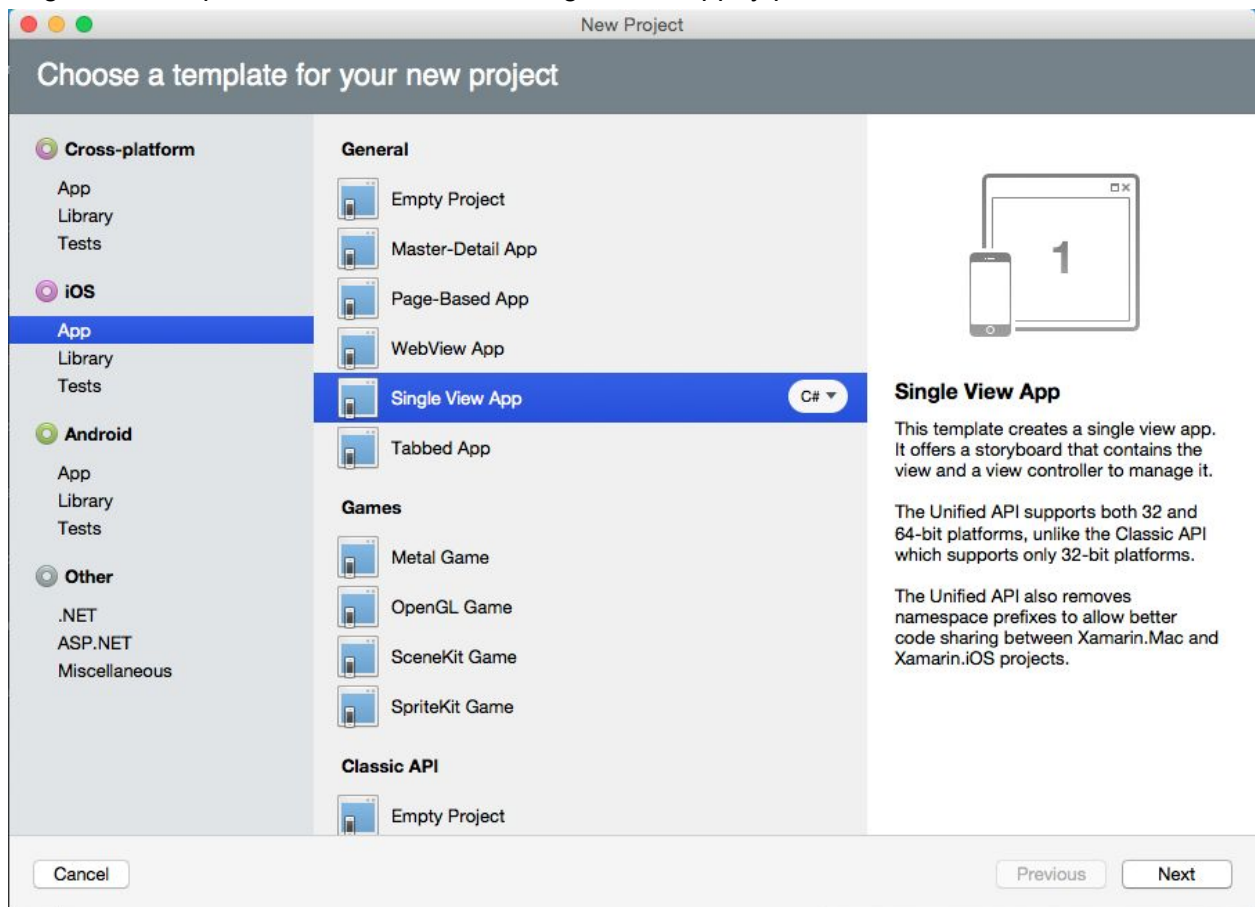 New Project
Choose a template for your new project
Cross-platform
App
Library
Tests
iOS
App
Library
Tests
Android
App
Library
Tests
Other
.NET
ASP.NET
Miscellaneous
General
Empty Project
Master-Detail App
Page-Based App
WebView App
Single View App
C#
Tabbed App
Games
Metal Game
OpenGL Game
SceneKit Game
SpriteKit Game
Classic API
Empty Project
1
Single View App
This template creates a single view app.
It offers a storyboard that contains the
view and a view controller to manage it.
The Unified API supports both 32 and
64-bit platforms, unlike the Classic API
which supports only 32-bit platforms.
The Unified API also removes
namespace prefixes to allow better
code sharing between Xamarin.Mac and
Xamarin.iOS projects.
Cancel
Previous
Next